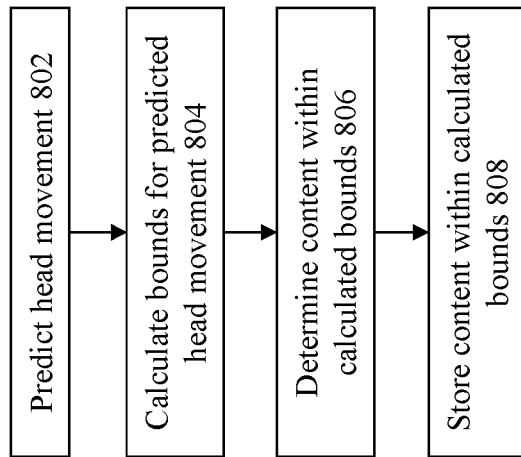 Predict head movement 802
Calculate bounds for predicted
head movement 804
Determine content within
calculated bounds 806
Store content within calculated
bounds 808